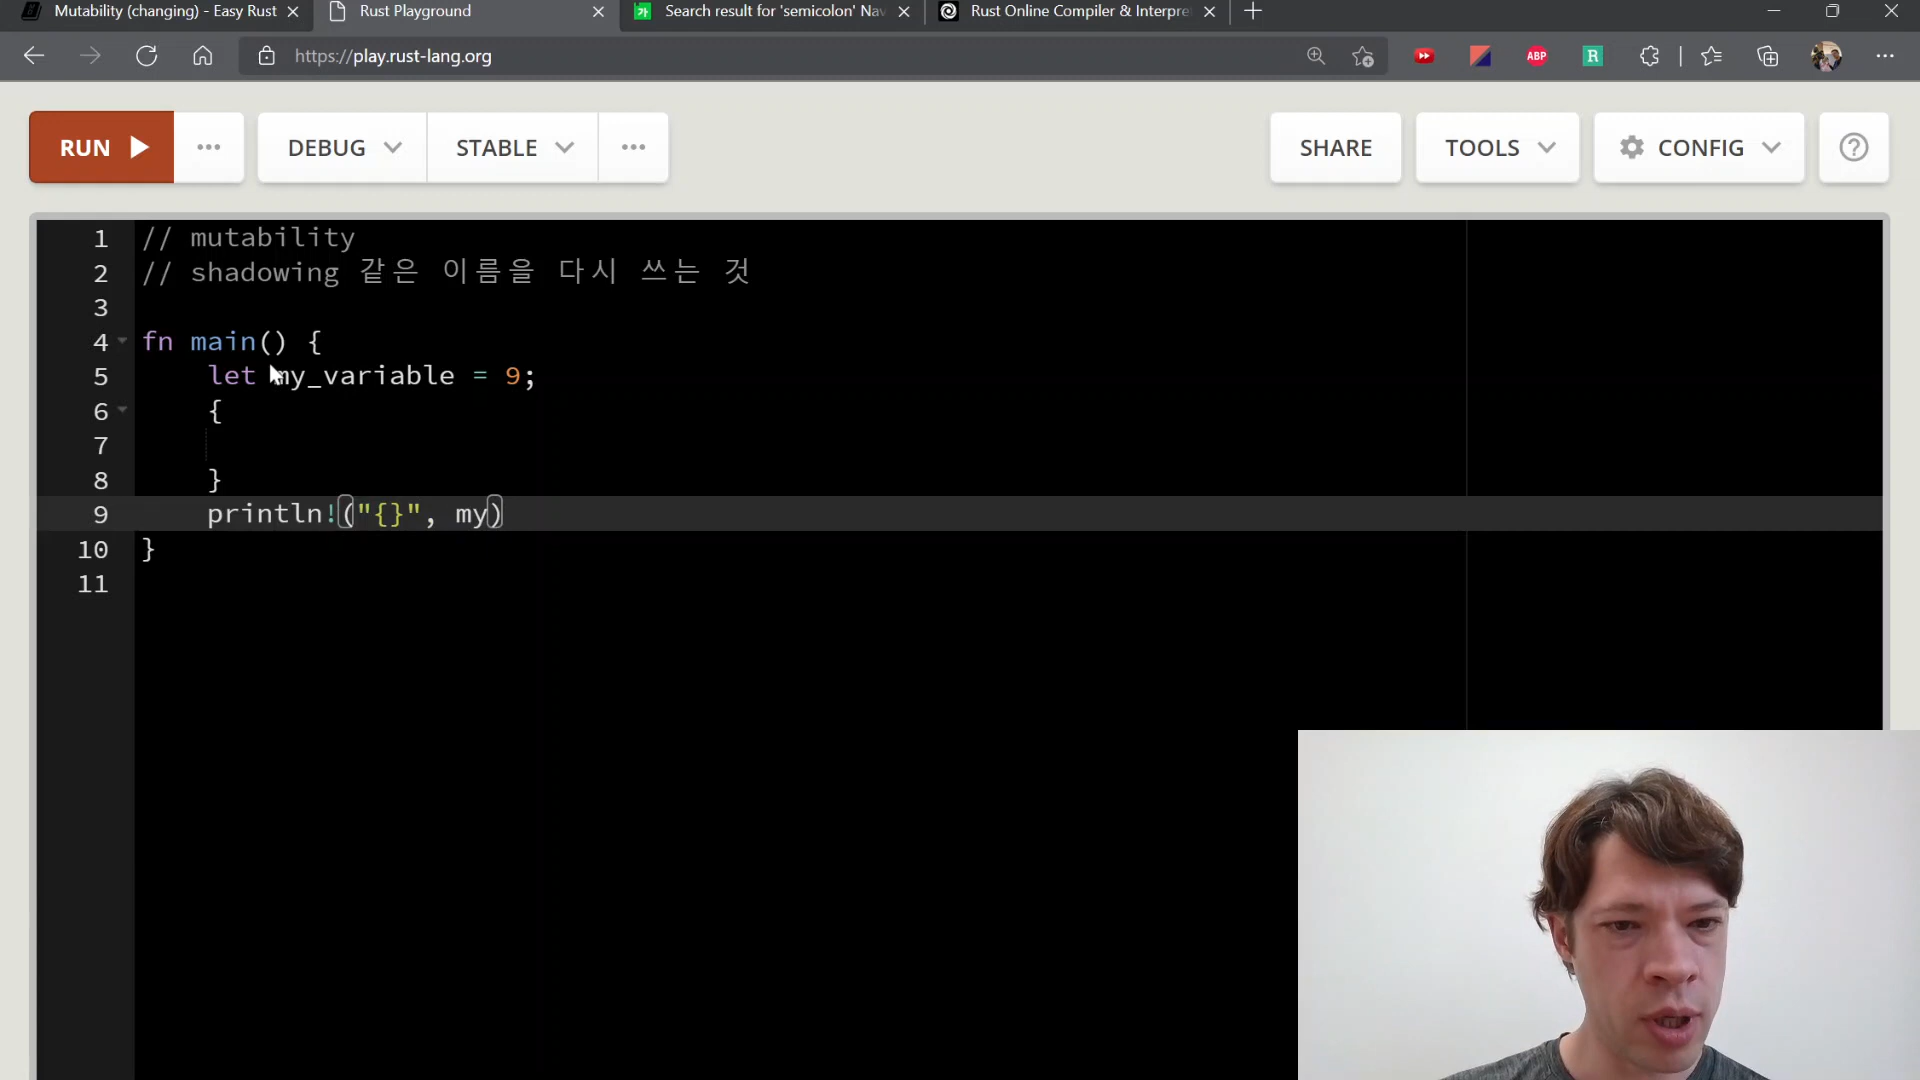 Mutability (changing) - Easy Rust
Rust Playground
Search result for 'semicolon' Nav
Rust Online Compiler & Interpre
https://play.rust-lang.org
ABP
R
RUN
DEBUG
STABLE
SHARE
TOOLS
CONFIG
1 // mutability
2 // shadowing 같은 이름을 다시 쓰는 것
3
4 fn main() {
5 let my_variable = 9;
6 {
7
8 }
9 println!("{}", my)
10 }
11